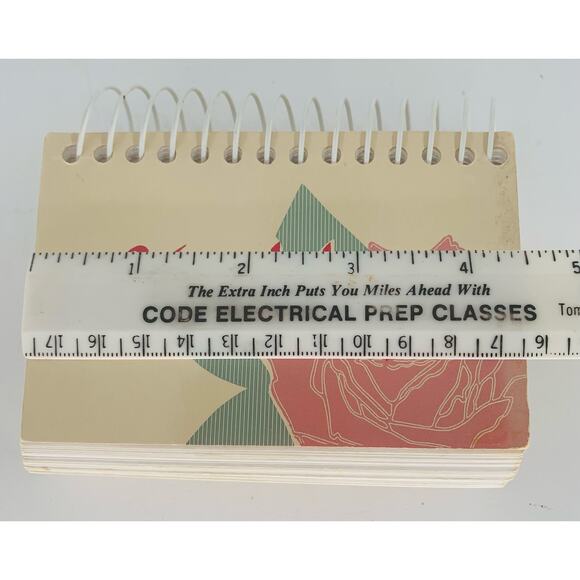 1 2 3 4 5
The Extra Inch Puts You Miles Ahead With
CODE ELECTRICAL PREP CLASSES Tom
17 16 15 14 13 12 11 10 9 8 7 6